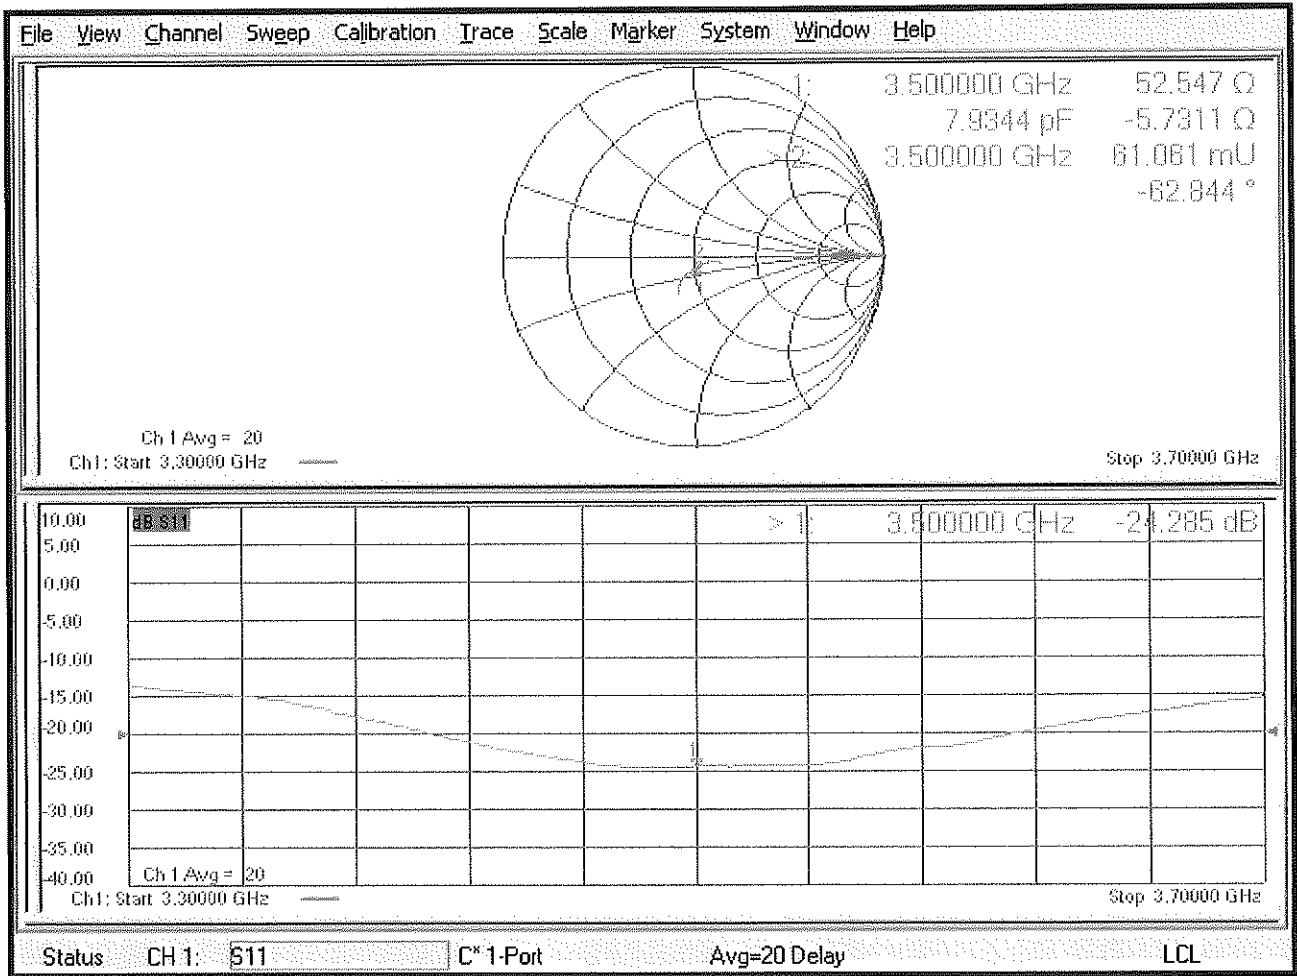 File View Channel Sweep Calibration Trace Scale Marker System Window Help
1: 3.500000 GHz 52.547 Ω
7.9344 pF -5.7311 Ω
> 2: 3.500000 GHz 61.061 mU
-62.844 °
Ch 1 Avg = 20
Ch1: Start 3.30000 GHz
Stop 3.70000 GHz
10.00
dB S11
> 1: 3.500000 GHz -24.285 dB
5.00
0.00
-5.00
-10.00
-15.00
-20.00
1
-25.00
-30.00
-35.00
-40.00
Ch 1 Avg = 20
Ch1: Start 3.30000 GHz
Stop 3.70000 GHz
Status CH 1: S11 C* 1-Port Avg=20 Delay LCL